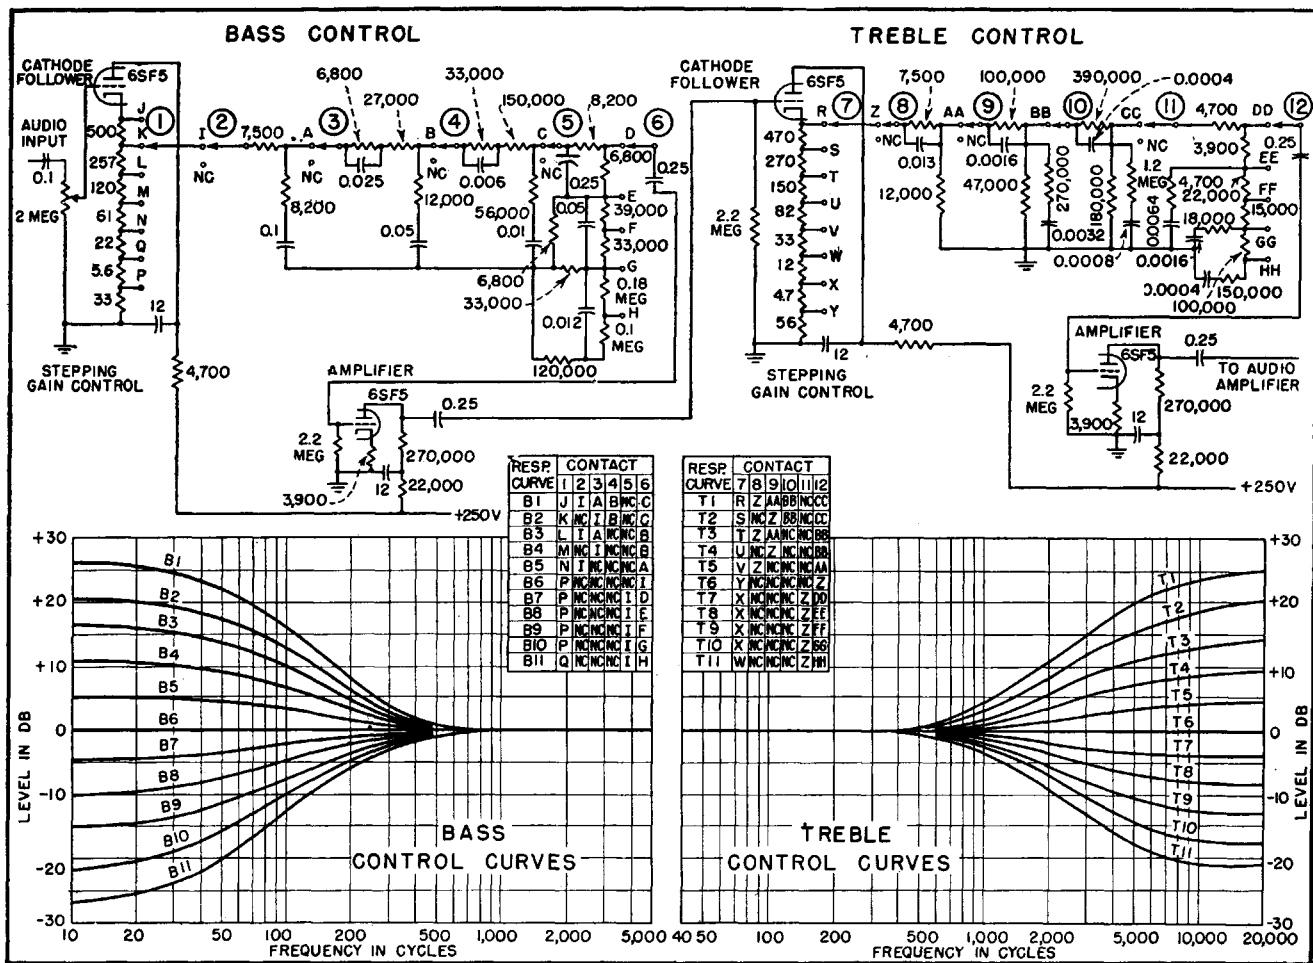 BASS CONTROL
TREBLE CONTROL
CATHODE FOLLOWER
6SF5
J
K
L
M
N
Q
P
①
I
②
NC
AUDIO INPUT
0.1
2 MEG
500
257
120
61
22
5.6
33
12
STEPPING GAIN CONTROL
4,700
7,500
A
③
NC
6,800
27,000
0.025
8,200
0.1
B
④
NC
12,000
0.05
33,000
150,000
0.006
56,000
0.01
C
⑤
NC
8,200
D
⑥
6,800
0.25
0.25
0.05
E
39,000
F
33,000
G
0.18 MEG
H
0.1 MEG
6,800
33,000
0.012
120,000
AMPLIFIER
6SF5
2.2 MEG
3,900
12
270,000
22,000
0.25
+250V
CATHODE FOLLOWER
6SF5
2.2 MEG
R
⑦
S
T
U
V
W
X
Y
470
270
150
82
33
12
4.7
56
12
STEPPING GAIN CONTROL
4,700
Z
⑧
NC
7,500
0.013
12,000
AA
⑨
NC
100,000
0.0016
47,000
BB
⑩
270,000
0.0032
390,000
0.0004
180,000
0.0008
CC
⑪
NC
1.2 MEG
0.0064
4,700
DD
⑫
3,900
0.25
EE
4,700
22,000
FF
15,000
18,000
GG
0.0016
HH
0.0004
150,000
100,000
AMPLIFIER
6SF5
2.2 MEG
3,900
12
0.25
TO AUDIO AMPLIFIER
270,000
22,000
+250V
RESP. CURVE CONTACT
1 2 3 4 5 6
B1 J I A B NC C
B2 K NC I B NC C
B3 L I A NC NC B
B4 M NC I NC NC B
B5 N I NC NC NC A
B6 P NC NC NC NC I
B7 P NC NC NC I D
B8 P NC NC NC I E
B9 P NC NC NC I F
B10 P NC NC NC I G
B11 Q NC NC NC I H
RESP. CURVE CONTACT
7 8 9 10 11 12
T1 R Z AA BB NC CC
T2 S NC Z BB NC CC
T3 T Z AA NC NC BB
T4 U NC Z NC NC BB
T5 V Z NC NC NC AA
T6 Y NC NC NC NC Z
T7 X NC NC NC Z DD
T8 X NC NC NC Z EE
T9 X NC NC NC Z FF
T10 X NC NC NC Z GG
T11 W NC NC NC Z HH
LEVEL IN DB
+30
+20
+10
0
-10
-20
-30
B1
B2
B3
B4
B5
B6
B7
B8
B9
B10
B11
BASS
CONTROL CURVES
10 20 50 100 200 500 1,000 2,000 5,000
FREQUENCY IN CYCLES
T1
T2
T3
T4
T5
T6
T7
T8
T9
T10
T11
TREBLE
CONTROL CURVES
+30
+20
+10
0
-10
-20
-30
LEVEL IN DB
40 50 100 200 500 1,000 2,000 5,000 10,000 20,000
FREQUENCY IN CYCLES